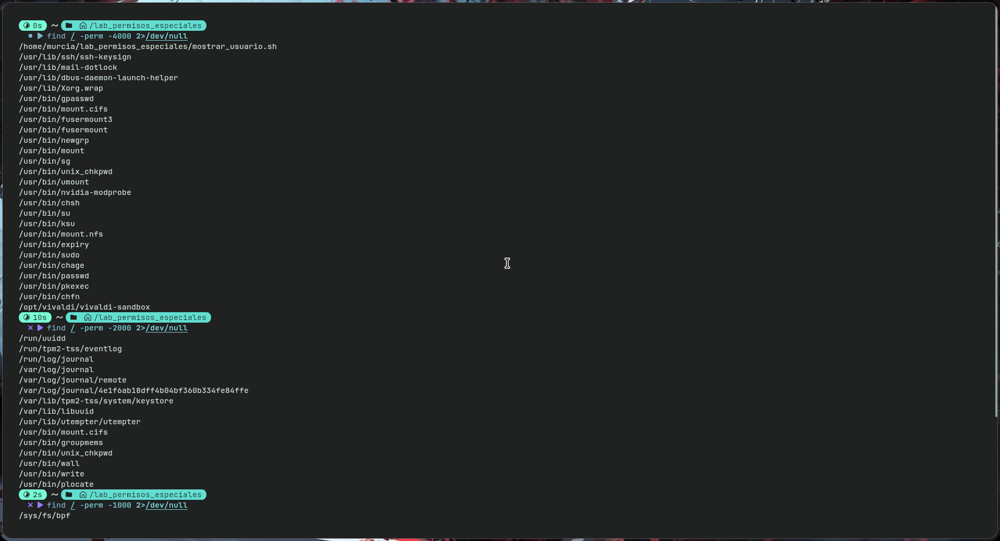 0s ~ /lab_permisos_especiales
find / -perm -4000 2>/dev/null
/home/murcia/lab_permisos_especiales/mostrar_usuario.sh
/usr/lib/ssh/ssh-keysign
/usr/lib/mail-dotlock
/usr/lib/dbus-daemon-launch-helper
/usr/lib/Xorg.wrap
/usr/bin/gpasswd
/usr/bin/mount.cifs
/usr/bin/fusermount3
/usr/bin/fusermount
/usr/bin/newgrp
/usr/bin/mount
/usr/bin/sg
/usr/bin/unix_chkpwd
/usr/bin/umount
/usr/bin/nvidia-modprobe
/usr/bin/chsh
/usr/bin/su
/usr/bin/ksu
/usr/bin/mount.nfs
/usr/bin/expiry
/usr/bin/sudo
/usr/bin/chage
/usr/bin/passwd
/usr/bin/pkexec
/usr/bin/chfn
/opt/vivaldi/vivaldi-sandbox
10s ~ /lab_permisos_especiales
× find / -perm -2000 2>/dev/null
/run/uuidd
/run/tpm2-tss/eventlog
/run/log/journal
/var/log/journal
/var/log/journal/remote
/var/log/journal/4e1f6ab18dff4b04bf360b334fe84ffe
/var/lib/tpm2-tss/system/keystore
/var/lib/libuuid
/usr/lib/utempter/utempter
/usr/bin/mount.cifs
/usr/bin/groupmems
/usr/bin/unix_chkpwd
/usr/bin/wall
/usr/bin/write
/usr/bin/plocate
2s ~ /lab_permisos_especiales
× find / -perm -1000 2>/dev/null
/sys/fs/bpf